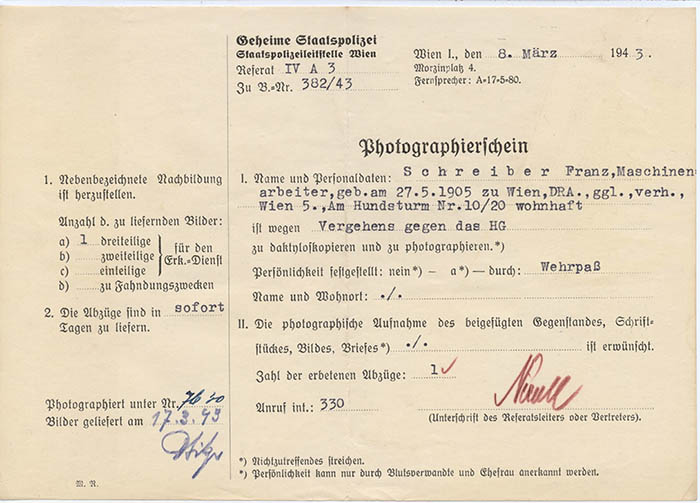 Geheime Staatspolizei
Staatspolizeileitstelle Wien
Referat IV A 3
Zu B.-Nr. 382/43
Wien I., den 8. März 1943.
Morzinplatz 4.
Fernsprecher: A-17-5-80.
Photographierschein
1. Nebenbezeichnete Nachbildung
ist herzustellen.
Anzahl d. zu liefernden Bilder:
a) 1 dreiteilige
b) zweiteilige
c) einteilige
für den
Erk.-Dienst
d) zu Fahndungszwecken
2. Die Abzüge sind in sofort
Tagen zu liefern.
Photographiert unter Nr.
Bilder geliefert am 17.3.43
M. R.
I. Name und Personaldaten: Schreiber Franz, Maschinen
arbeiter, geb. am 27.5.1905 zu Wien, DRA., ggl., verh.,
Wien 5., Am Hundsturm Nr.10/20 wohnhaft
ist wegen Vergehens gegen das HG
zu daktyloskopieren und zu photographieren.*)
Persönlichkeit festgestellt: nein*) – a*) – durch: Wehrpaß
Name und Wohnort: ./.
II. Die photographische Aufnahme des beigefügten Gegenstandes, Schrift-
stückes, Bildes, Briefes*) ./. ist erwünscht.
Zahl der erbetenen Abzüge: 1
Anruf int.: 330
(Unterschrift des Referatsleiters oder Vertreters).
*) Nichtzutreffendes streichen.
*) Persönlichkeit kann nur durch Blutsverwandte und Ehefrau anerkannt werden.